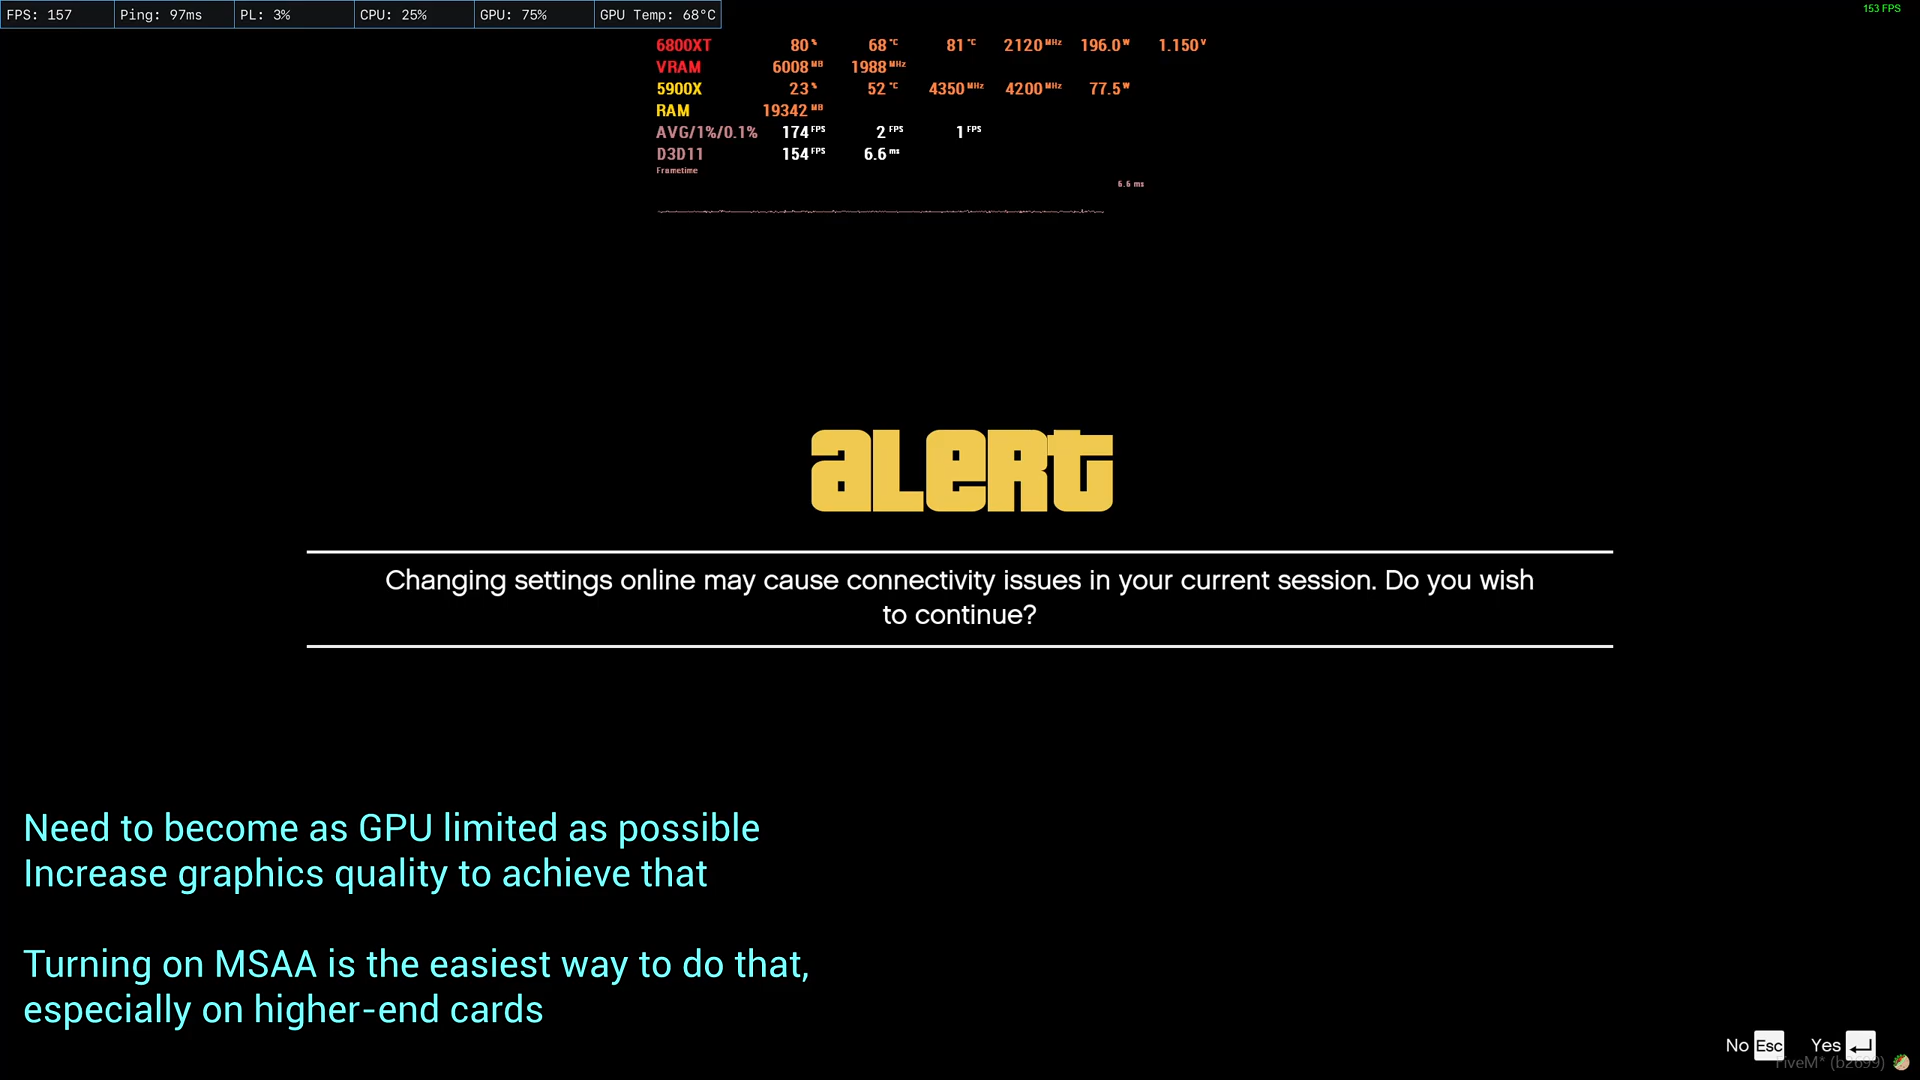 FPS: 157 Ping: 97ms PL: 3% CPU: 25% GPU: 75% GPU Temp: 68°C
153 FPS
6800XT 80% 68°C 81°C 2120MHz 196.0W 1.150V
VRAM 6008MB 1988MHz
5900X 23% 52°C 4350MHz 4200MHz 77.5W
RAM 19342MB
AVG/1%/0.1% 174FPS 2FPS 1FPS
D3D11 154FPS 6.6ms
Frametime
6.6 ms
aLeRt
Changing settings online may cause connectivity issues in your current session. Do you wish
to continue?
Need to become as GPU limited as possible
Increase graphics quality to achieve that
Turning on MSAA is the easiest way to do that,
especially on higher-end cards
No Esc Yes
FiveM* (b2699)